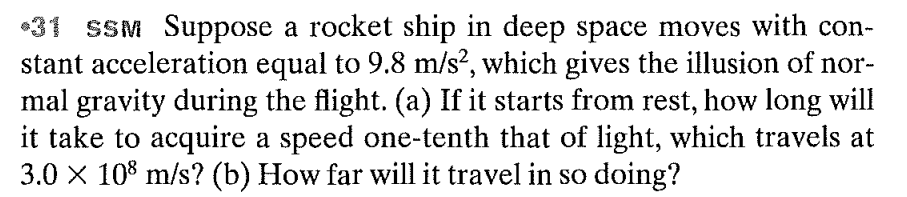 •31 SSM Suppose a rocket ship in deep space moves with con-
stant acceleration equal to 9.8 m/s², which gives the illusion of nor-
mal gravity during the flight. (a) If it starts from rest, how long will
it take to acquire a speed one-tenth that of light, which travels at
3.0 × 10⁸ m/s? (b) How far will it travel in so doing?